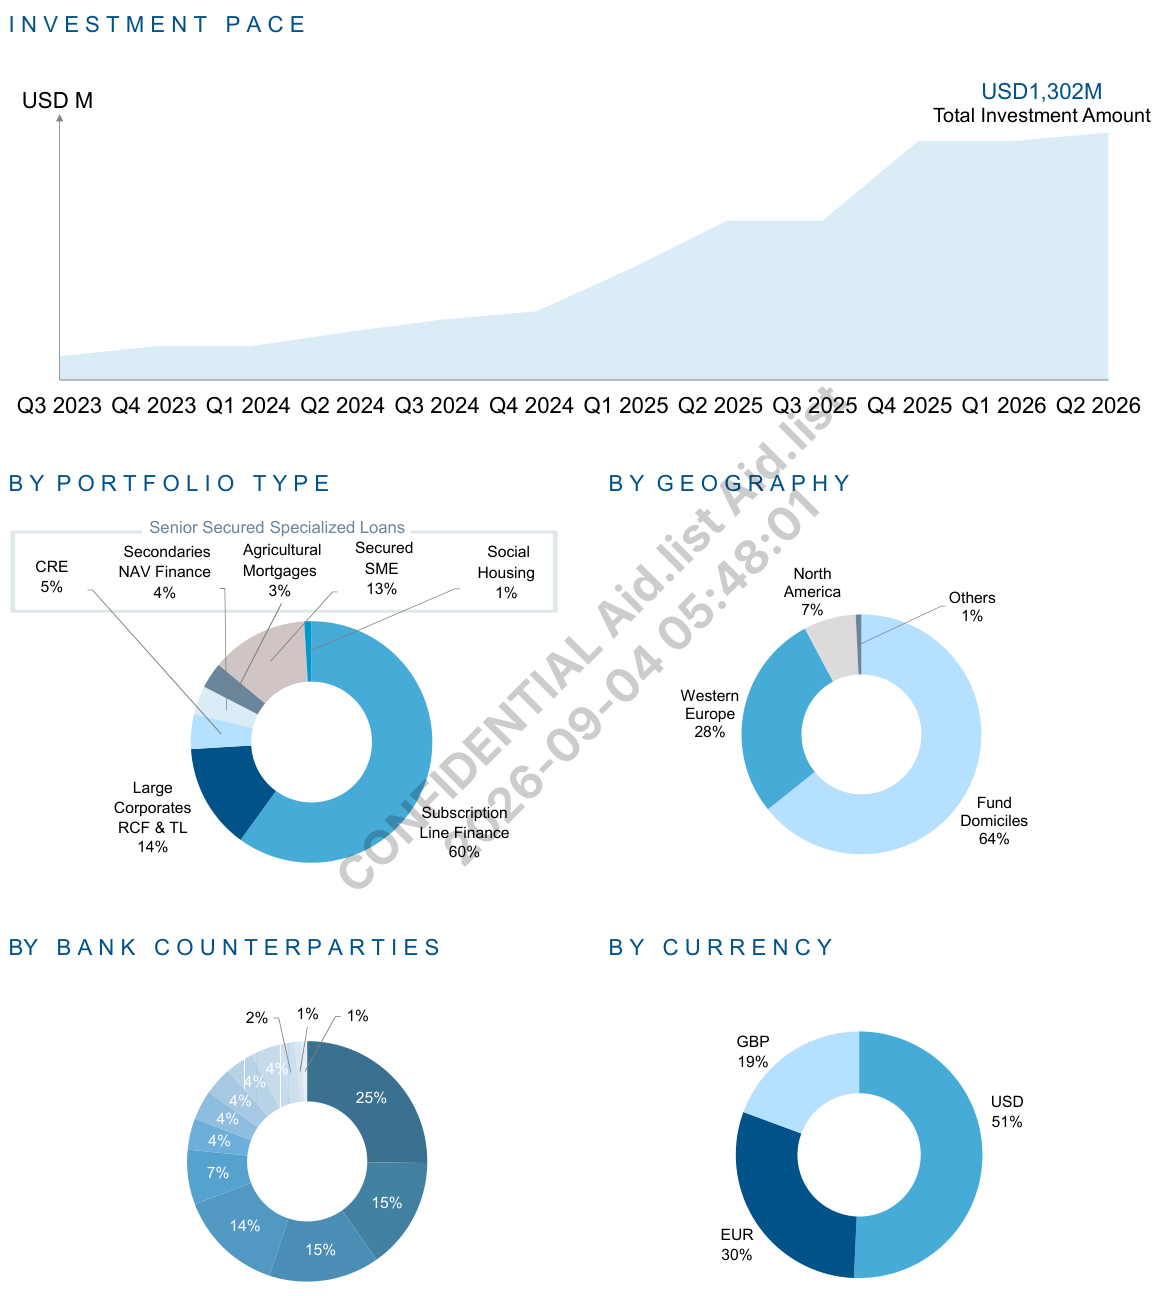 INVESTMENT PACE
USD M
USD1,302M
Total Investment Amount
Q3 2023 Q4 2023 Q1 2024 Q2 2024 Q3 2024 Q4 2024 Q1 2025 Q2 2025 Q3 2025 Q4 2025 Q1 2026 Q2 2026
BY PORTFOLIO TYPE
Senior Secured Specialized Loans
CRE
5%
Secondaries
NAV Finance
4%
Agricultural
Mortgages
3%
Secured
SME
13%
Social
Housing
1%
Large
Corporates
RCF & TL
14%
Subscription
Line Finance
60%
BY GEOGRAPHY
North
America
7%
Others
1%
Western
Europe
28%
Fund
Domiciles
64%
CONFIDENTIAL Aid.list Aid.list
2026-09-04 05:48:01
BY BANK COUNTERPARTIES
2%
1%
1%
25%
15%
15%
14%
7%
4%
4%
4%
4%
4%
BY CURRENCY
GBP
19%
USD
51%
EUR
30%